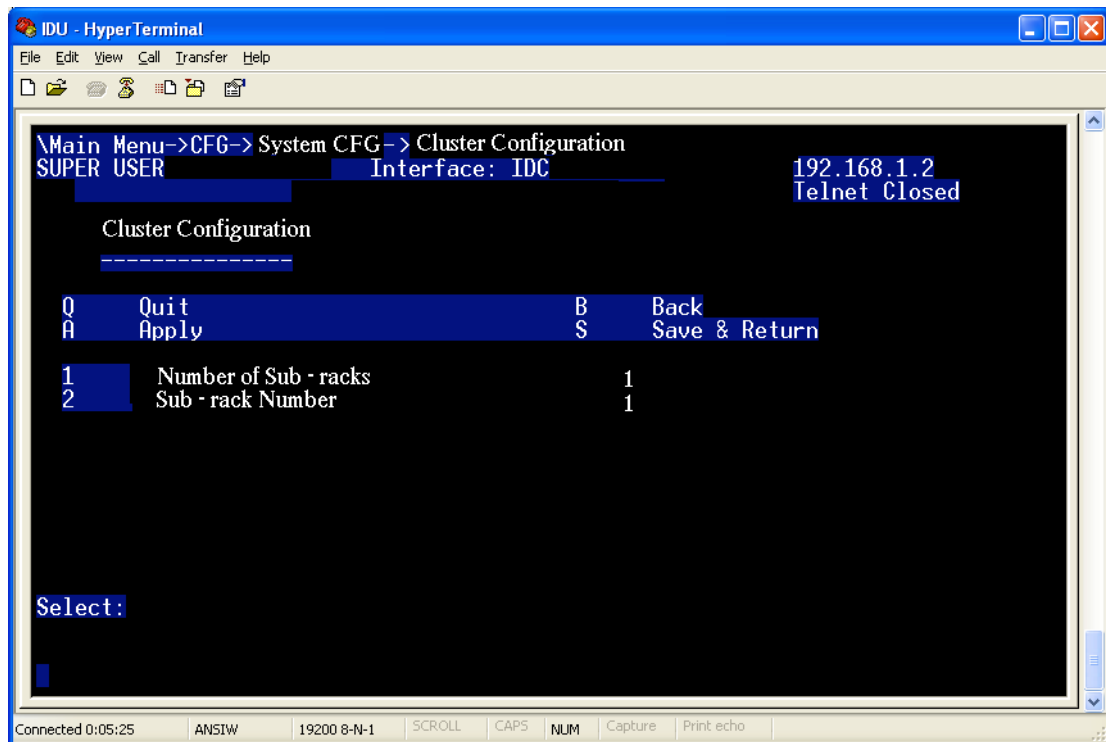 IDU - HyperTerminal
File Edit View Call Transfer Help
\Main Menu->CFG-> System CFG-> Cluster Configuration
SUPER USER Interface: IDC 192.168.1.2
Telnet Closed
Cluster Configuration
---------------
Q Quit B Back
A Apply S Save & Return
1 Number of Sub - racks 1
2 Sub - rack Number 1
Select:
Connected 0:05:25 ANSIW 19200 8-N-1 SCROLL CAPS NUM Capture Print echo